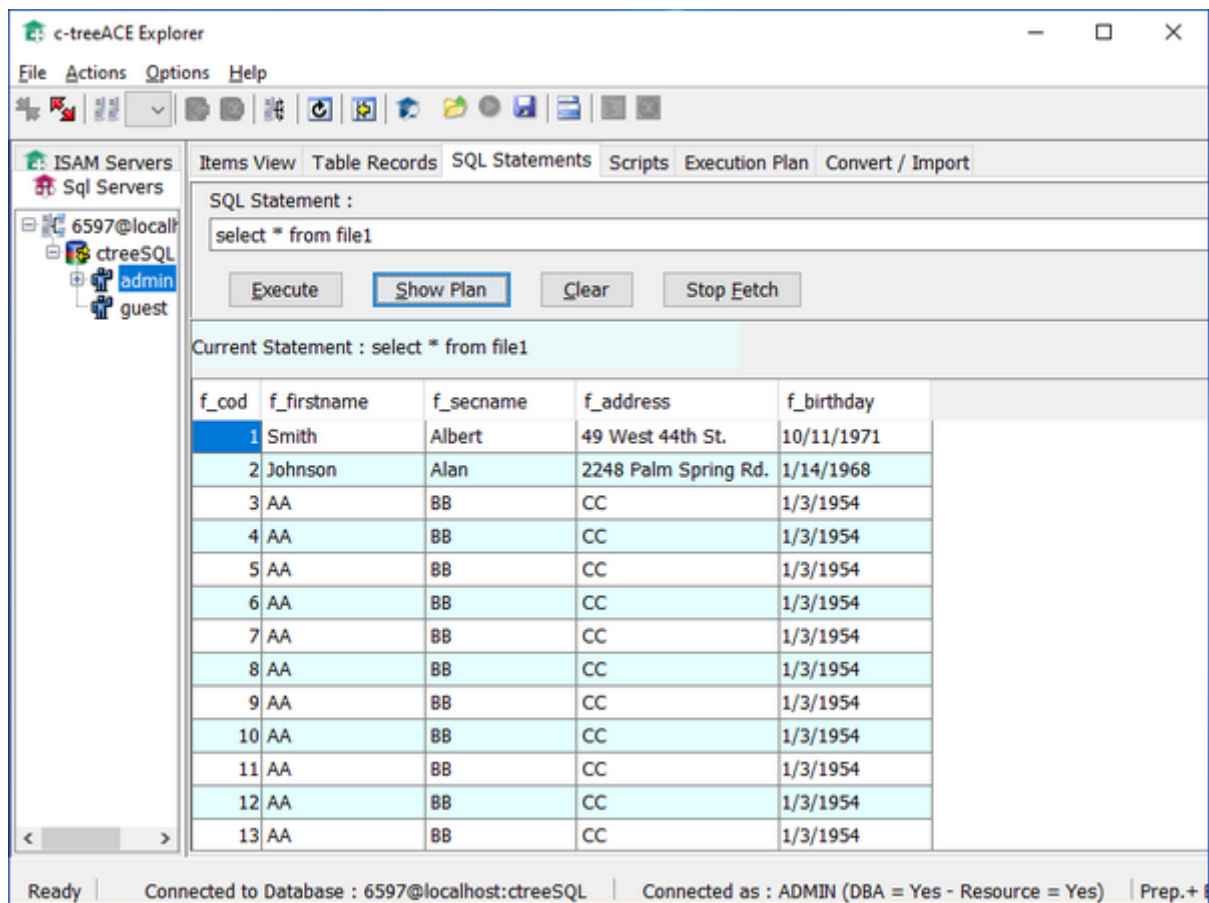 c-treeACE Explorer
File Actions Options Help
ISAM Servers
Sql Servers
6597@localh
ctreeSQL
admin
guest
Items View Table Records SQL Statements Scripts Execution Plan Convert / Import
SQL Statement :
select * from file1
Execute Show Plan Clear Stop Fetch
Current Statement : select * from file1
f_cod f_firstname f_secname f_address f_birthday
1 Smith Albert 49 West 44th St. 10/11/1971
2 Johnson Alan 2248 Palm Spring Rd. 1/14/1968
3 AA BB CC 1/3/1954
4 AA BB CC 1/3/1954
5 AA BB CC 1/3/1954
6 AA BB CC 1/3/1954
7 AA BB CC 1/3/1954
8 AA BB CC 1/3/1954
9 AA BB CC 1/3/1954
10 AA BB CC 1/3/1954
11 AA BB CC 1/3/1954
12 AA BB CC 1/3/1954
13 AA BB CC 1/3/1954
Ready Connected to Database : 6597@localhost:ctreeSQL Connected as : ADMIN (DBA = Yes - Resource = Yes) Prep.+